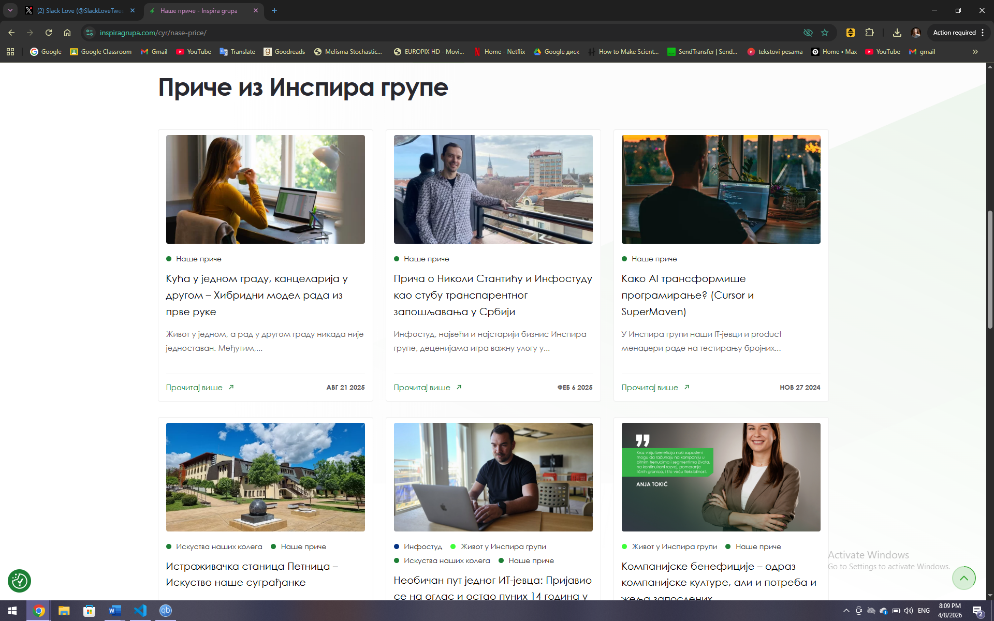 (2) Slack Love (@SlackLoveTwe...
Наше приче - Inspira grupa
inspiragrupa.com/cyr/nase-price/
Action required
Google
Google Classroom
Gmail
YouTube
Translate
Goodreads
Melisma Stochastic...
EUROPIX HD - Movi...
Home - Netflix
Google диск
How to Make Scient...
SendTransfer | Send...
tekstovi pesama
Home • Max
YouTube
gmail
Приче из Инспира групе
Наше приче
Кућа у једном граду, канцеларија у
другом – Хибридни модел рада из
прве руке
Живот у једном, а рад у другом граду никада није
једноставан. Међутим,...
Прочитај више
АВГ 21 2025
Наше приче
Прича о Николи Стантићу и Инфостуду
као стубу транспарентног
запошљавања у Србији
Инфостуд, највећи и најстарији бизнис Инспира
групе, деценијама игра важну улогу у...
Прочитај више
ФЕБ 6 2025
Наше приче
Како AI трансформише
програмирање? (Cursor и
SuperMaven)
У Инспира групи наши IT-јевци и product
менаџери раде на тестирању бројних...
Прочитај више
НОВ 27 2024
Искуства наших колега
Наше приче
Истраживачка станица Петница –
Искуство наше суграђанке
Инфостуд
Живот у Инспира групи
Искуства наших колега
Наше приче
Необичан пут једног ИТ-јевца: Пријавио
се на оглас и остао пуних 14 година у
ANJA TOKIĆ
Живот у Инспира групи
Наше приче
Компанијске бенефиције – одраз
компанијске културе, али и потреба и
жеља запослених
Activate Windows
Go to Settings to activate Windows.
ENG
8:09 PM
4/8/2026